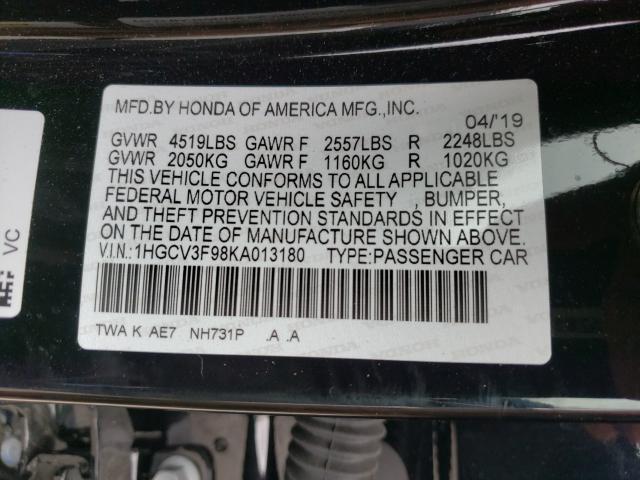 MFD.BY HONDA OF AMERICA MFG.,INC.
04/'19
GVWR 4519LBS GAWR F 2557LBS R 2248LBS
GVWR 2050KG GAWR F 1160KG R 1020KG
THIS VEHICLE CONFORMS TO ALL APPLICABLE
FEDERAL MOTOR VEHICLE SAFETY , BUMPER,
AND THEFT PREVENTION STANDARDS IN EFFECT
ON THE DATE OF MANUFACTURE SHOWN ABOVE.
V.I.N.:1HGCV3F98KA013180 TYPE:PASSENGER CAR
TWA K AE7 NH731P .A .A
VC